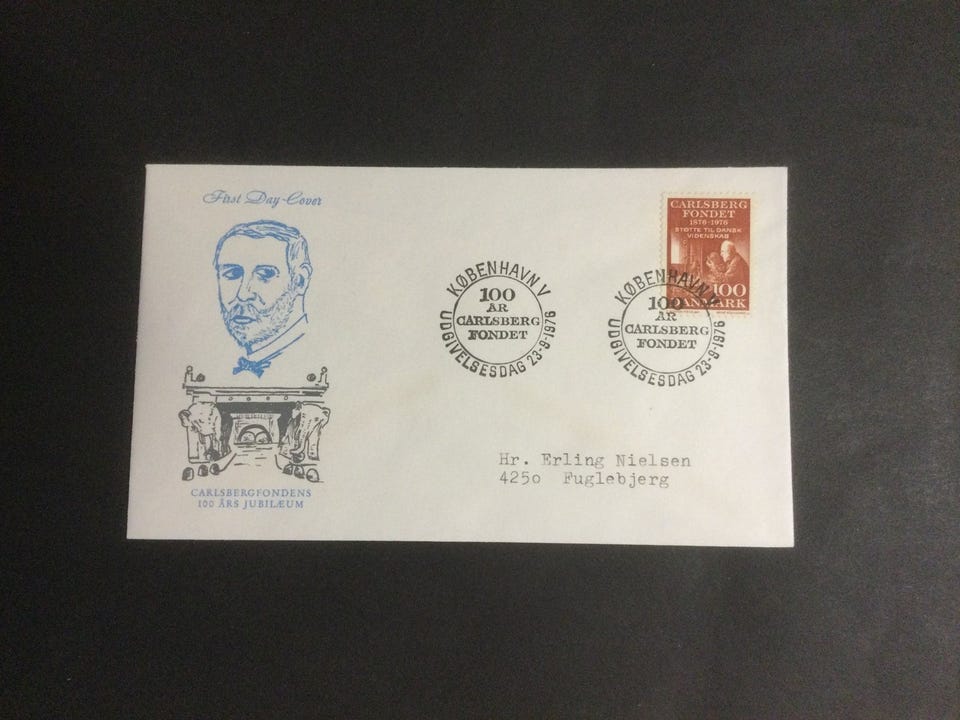 First Day-Cover
CARLSBERGFONDENS
100 ÅRS JUBILÆUM
KØBENHAVN V
100
ÅR
CARLSBERG
FONDET
UDGIVELSESDAG 23-9-1976
CARLSBERG
FONDET
1876-1976
STØTTE TIL DANSK
VIDENSKAB
100
DANMARK
KØBENHAVN V
100
ÅR
CARLSBERG
FONDET
UDGIVELSESDAG 23-9-1976
Hr. Erling Nielsen
4250 Fuglebjerg